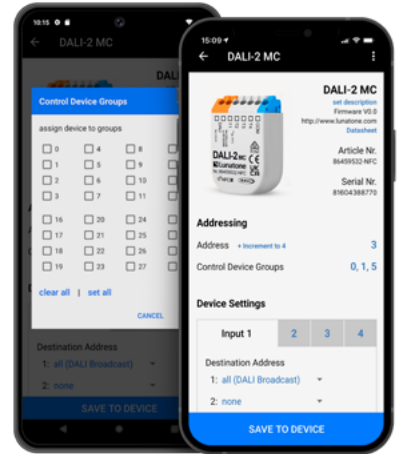 10:15
DALI-2 MC
DALI
Control Device Groups
assign device to groups
0 4 8
1 5 9
2 6 10
3 7 11
16 20 24
17 21 25
18 22 26
19 23 27
clear all | set all
CANCEL
Destination Address
1: all (DALI Broadcast)
2: none
SAVE TO DEVICE
15:09
DALI-2 MC
DALI-2 MC
set description
Firmware V0.0
http://www.lunatone.com
Datasheet
Article Nr.
86459532-NFC
Serial Nr.
81604388770
DALI-2 MC
Lunatone
Addressing
Address + Increment to 4 3
Control Device Groups 0, 1, 5
Device Settings
Input 1 2 3 4
Destination Address
1: all (DALI Broadcast)
2: none
SAVE TO DEVICE